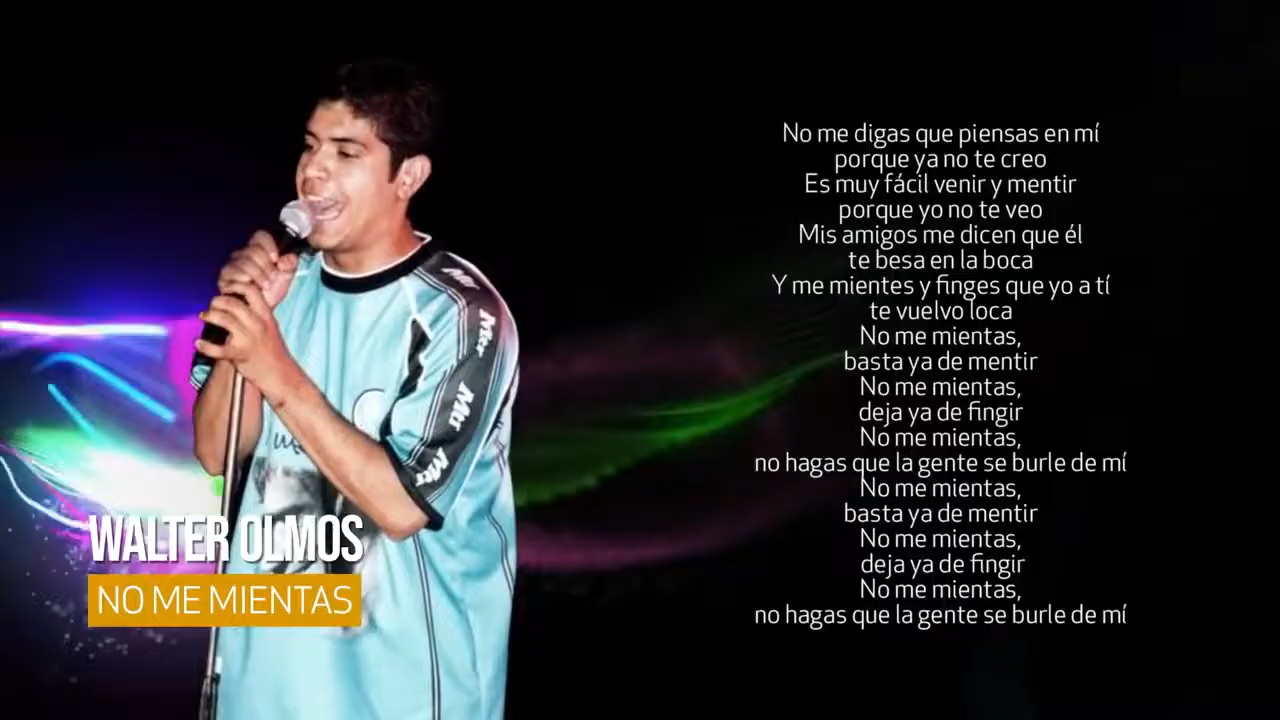 No me digas que piensas en mí
porque ya no te creo
Es muy fácil venir y mentir
porque yo no te veo
Mis amigos me dicen que él
te besa en la boca
Y me mientes y finges que yo a tí
te vuelvo loca
No me mientas,
basta ya de mentir
No me mientas,
deja ya de fingir
No me mientas,
no hagas que la gente se burle de mí
No me mientas,
basta ya de mentir
No me mientas,
deja ya de fingir
No me mientas,
no hagas que la gente se burle de mí
Mtr
Mtr
Mtr
Mtr
WALTER OLMOS
NO ME MIENTAS